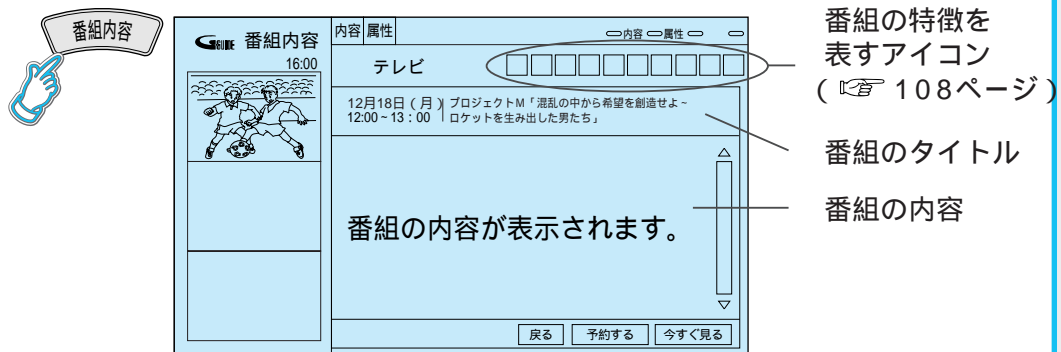 番組内容
GGUIDE 番組内容
16:00
内容 属性
内容 属性
テレビ
12月18日(月) プロジェクトM「混乱の中から希望を創造せよ~
12:00~13:00 ロケットを生み出した男たち」
番組の内容が表示されます。
戻る 予約する 今すぐ見る
番組の特徴を
表すアイコン
(☞ 108ページ)
番組のタイトル
番組の内容